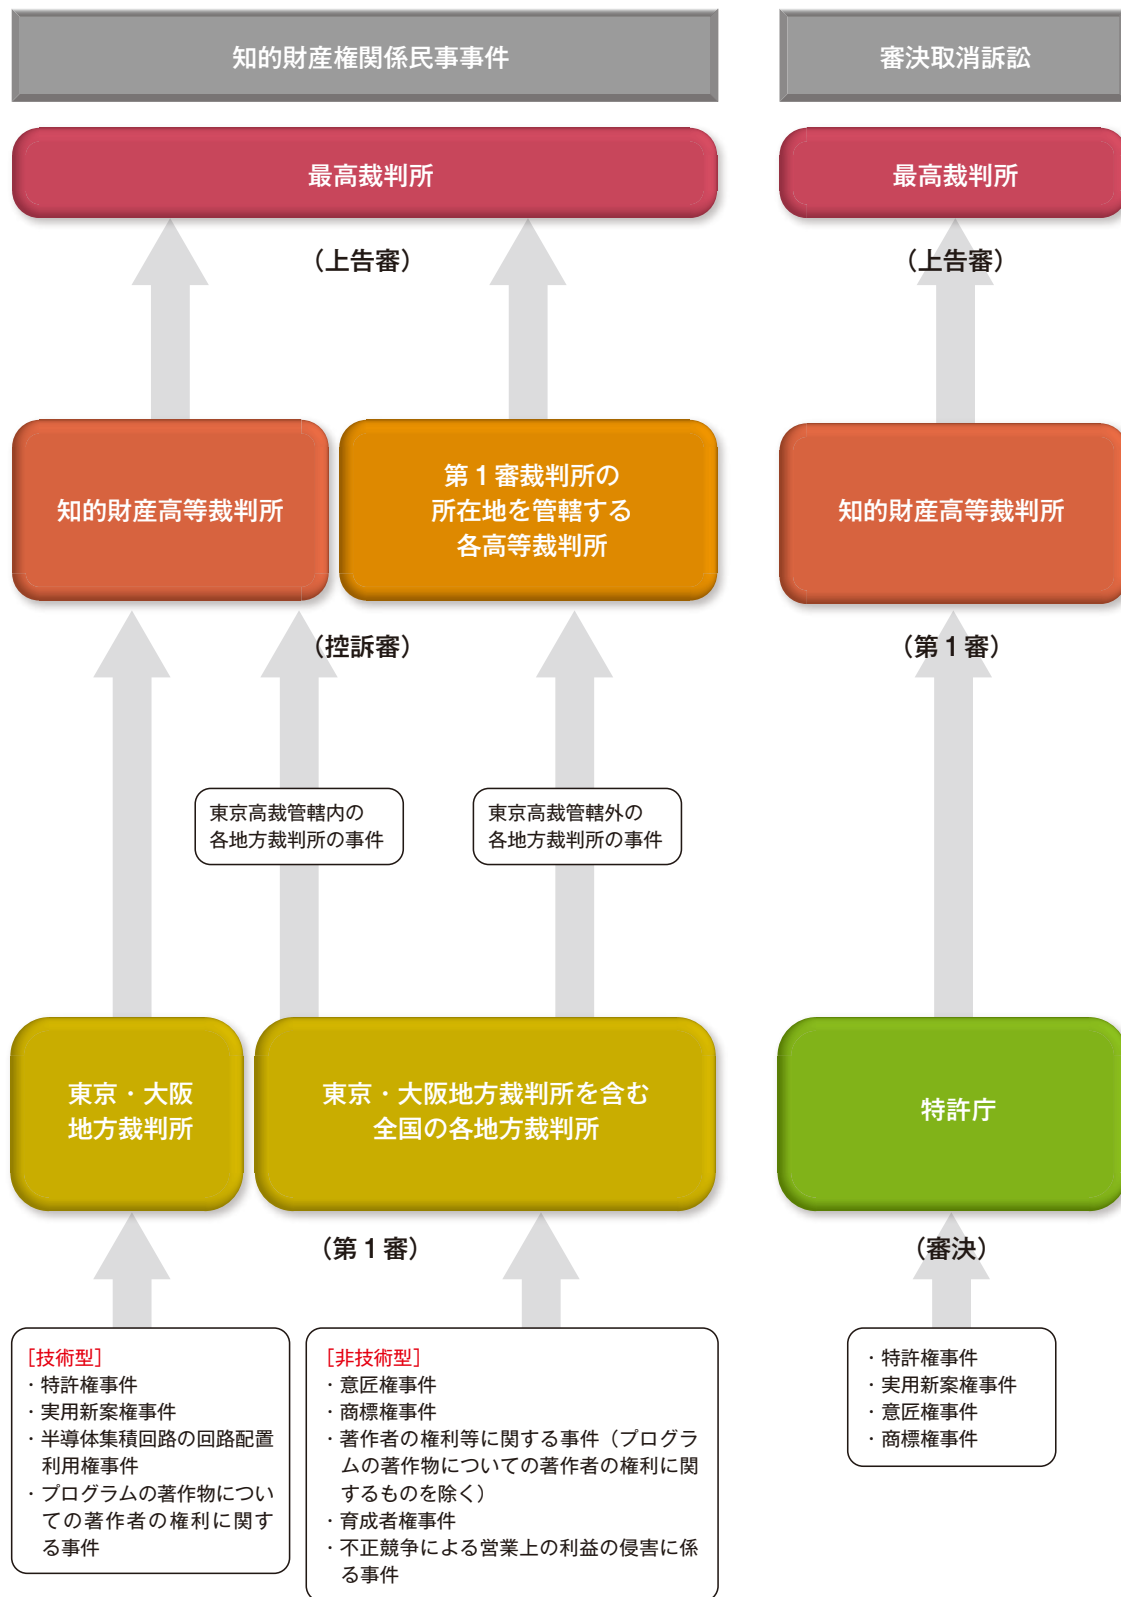 知的財産権関係民事事件
審決取消訴訟
最高裁判所
最高裁判所
（上告審）
（上告審）
知的財産高等裁判所
第１審裁判所の
所在地を管轄する
各高等裁判所
知的財産高等裁判所
（控訴審）
（第１審）
東京高裁管轄内の
各地方裁判所の事件
東京高裁管轄外の
各地方裁判所の事件
東京・大阪
地方裁判所
東京・大阪地方裁判所を含む
全国の各地方裁判所
特許庁
（第１審）
（審決）
［技術型］
・特許権事件
・実用新案権事件
・半導体集積回路の回路配置
利用権事件
・プログラムの著作物につい
ての著作者の権利に関す
る事件
［非技術型］
・意匠権事件
・商標権事件
・著作者の権利等に関する事件（プログラ
ムの著作物についての著作者の権利に関
するものを除く）
・育成者権事件
・不正競争による営業上の利益の侵害に係
る事件
・特許権事件
・実用新案権事件
・意匠権事件
・商標権事件